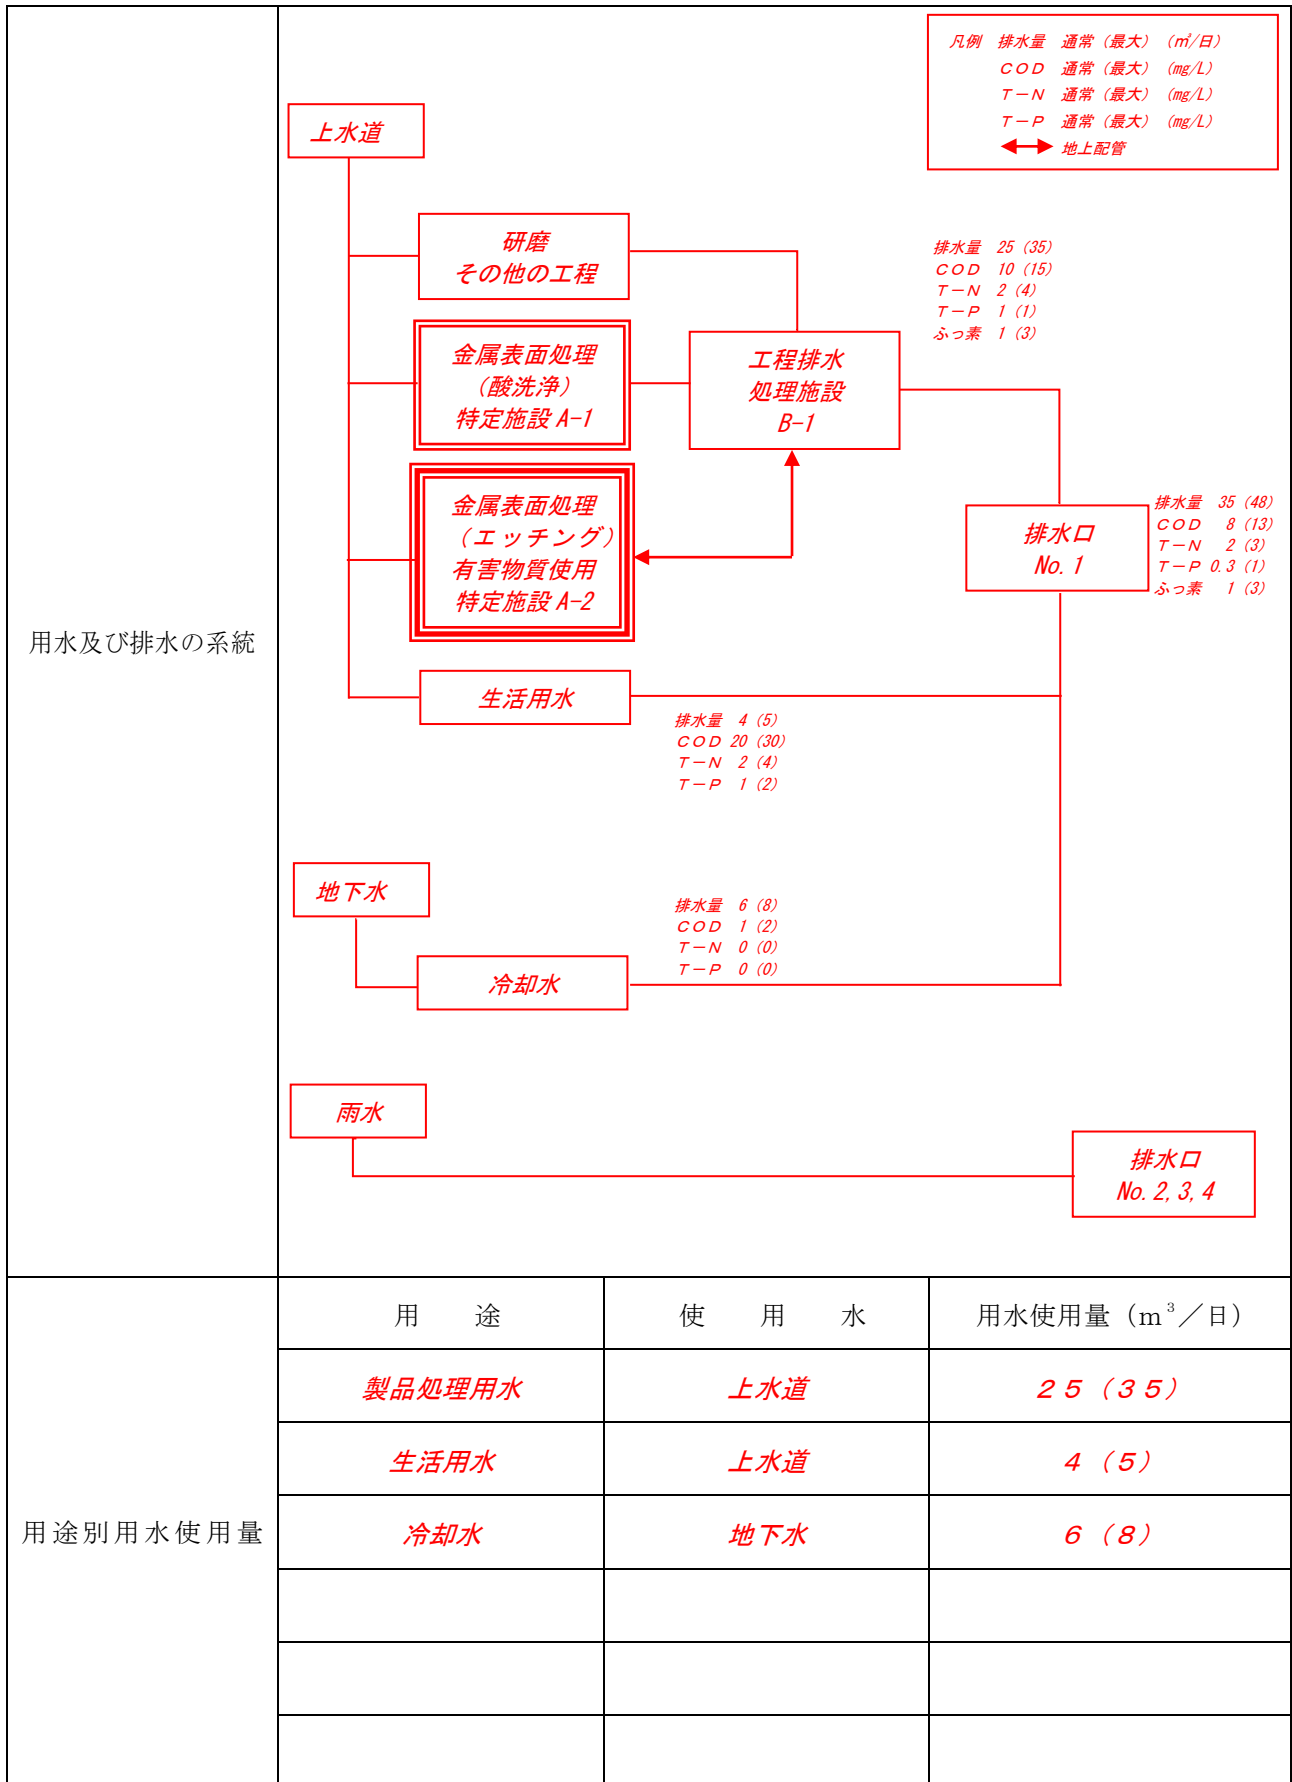 凡例 排水量 通常（最大）（㎥/日）
ＣＯＤ 通常（最大）（mg/L）
Ｔ－Ｎ 通常（最大）（mg/L）
Ｔ－Ｐ 通常（最大）（mg/L）
地上配管
上水道
研磨
その他の工程
排水量 25（35）
ＣＯＤ 10（15）
Ｔ－Ｎ 2（4）
Ｔ－Ｐ 1（1）
ふっ素 1（3）
金属表面処理
（酸洗浄）
特定施設 A-1
工程排水
処理施設
B-1
金属表面処理
（エッチング）
有害物質使用
特定施設 A-2
排水口
No.1
排水量 35（48）
ＣＯＤ 8（13）
Ｔ－Ｎ 2（3）
Ｔ－Ｐ 0.3（1）
ふっ素 1（3）
用水及び排水の系統
生活用水
排水量 4（5）
ＣＯＤ 20（30）
Ｔ－Ｎ 2（4）
Ｔ－Ｐ 1（2）
地下水
排水量 6（8）
ＣＯＤ 1（2）
Ｔ－Ｎ 0（0）
Ｔ－Ｐ 0（0）
冷却水
雨水
排水口
No.2,3,4
用途 使用水 用水使用量（m³／日）
製品処理用水 上水道 ２５（３５）
生活用水 上水道 ４（５）
用途別用水使用量
冷却水 地下水 ６（８）